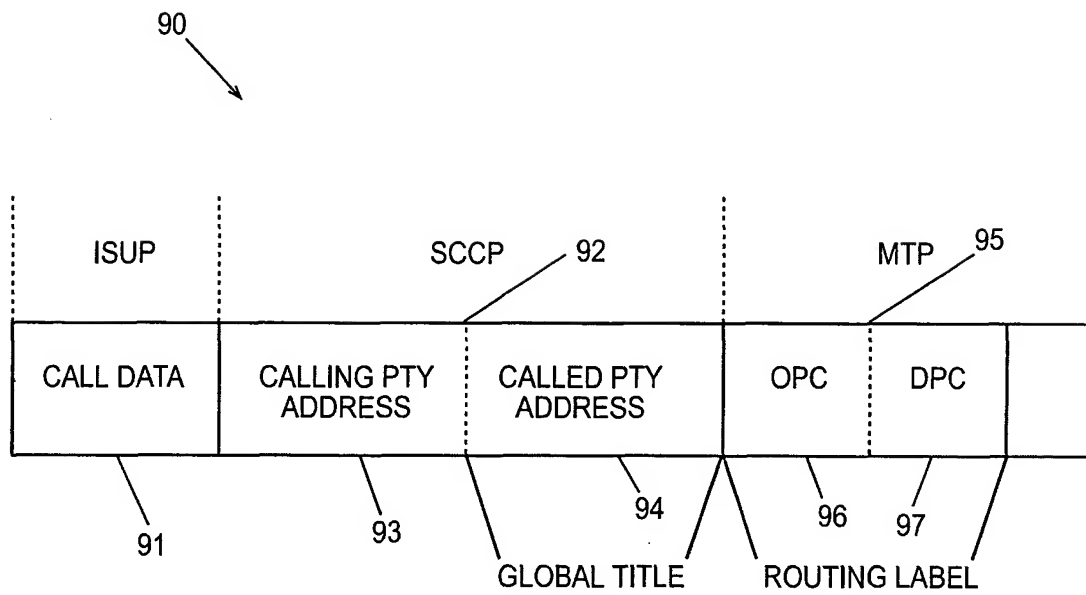 90
ISUP
SCCP
92
MTP
95
CALL DATA
CALLING PTY
ADDRESS
CALLED PTY
ADDRESS
OPC
DPC
91
93
94
96
97
GLOBAL TITLE
ROUTING LABEL